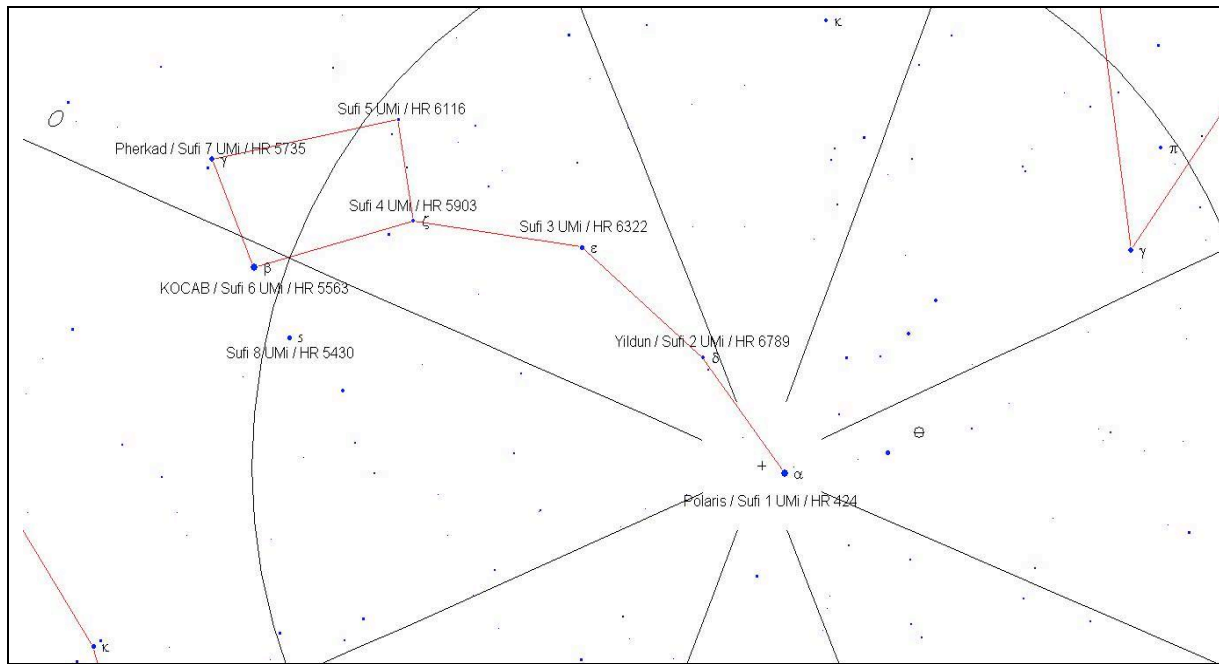 κ
Sufi 5 UMi / HR 6116
Pherkad / Sufi 7 UMi / HR 5735
γ
π
Sufi 4 UMi / HR 5903
ζ
Sufi 3 UMi / HR 6322
ε
γ
β
KOCAB / Sufi 6 UMi / HR 5563
s
Sufi 8 UMi / HR 5430
Yildun / Sufi 2 UMi / HR 6789
δ
α
Polaris / Sufi 1 UMi / HR 424
κ